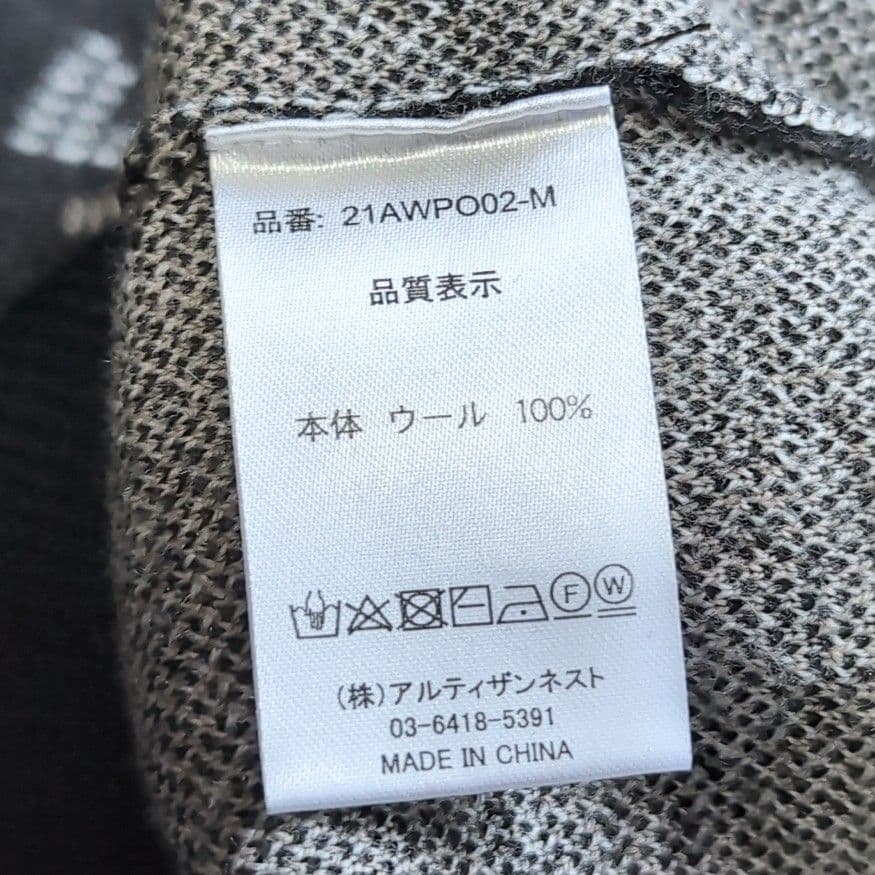 品番: 21AWPO02-M
品質表示
本体 ウール 100%
F W
(株)アルティザンネスト
03-6418-5391
MADE IN CHINA